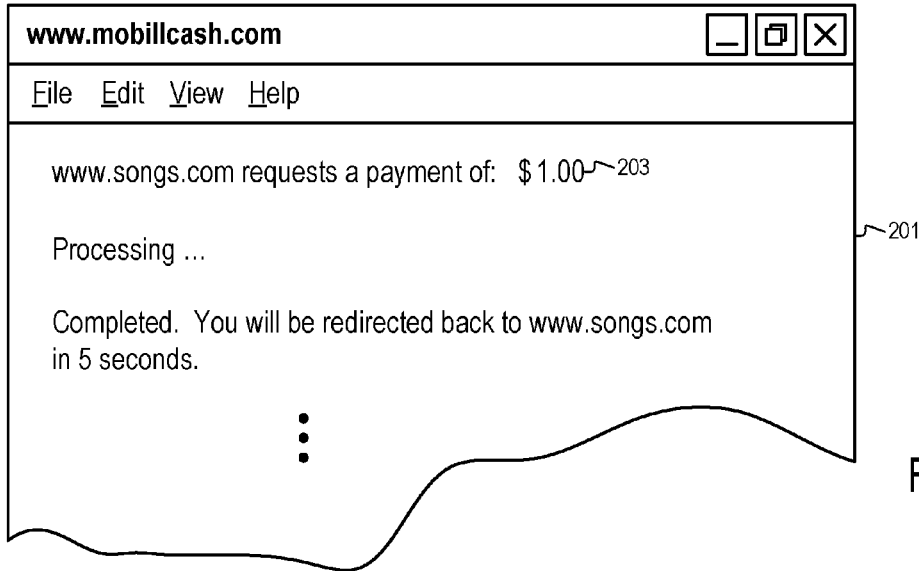 www.mobillcash.com
File Edit View Help
www.songs.com requests a payment of: $1.00 203
201
Processing ...
Completed. You will be redirected back to www.songs.com
in 5 seconds.
F